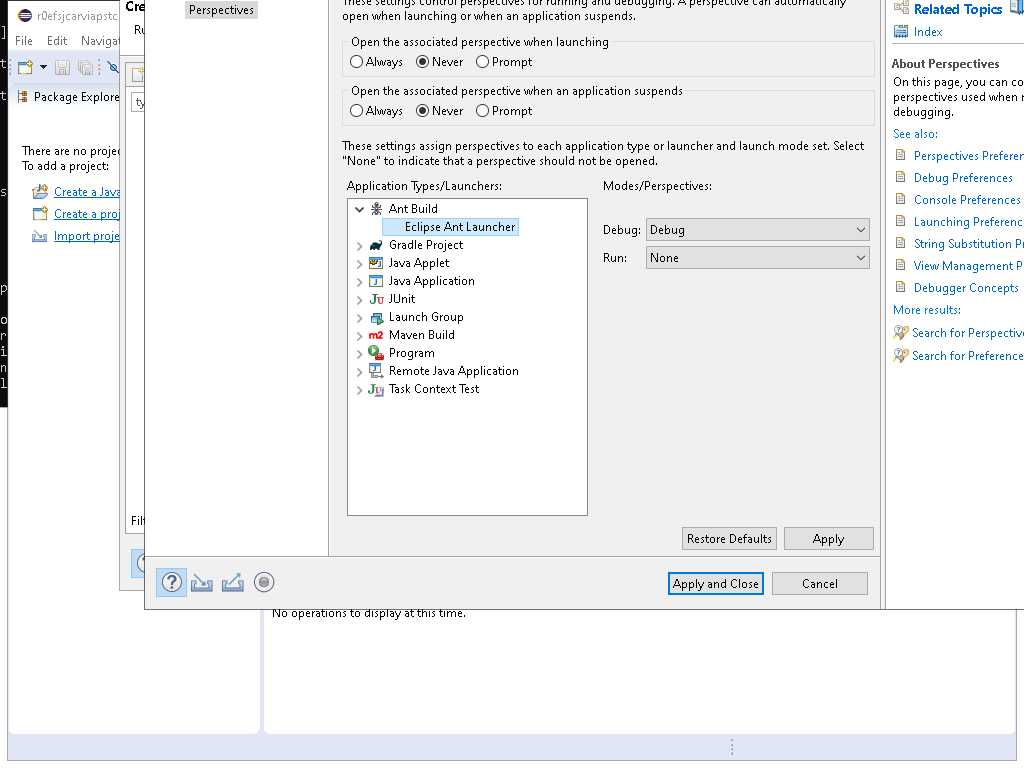 r0efsjcarviapstc
File Edit Navigat
Package Explore
There are no projec
To add a project:
Create a Java
Create a proj
Import proje
Cre
Ru
ty
Filt
Perspectives
These settings control perspectives for running and debugging. A perspective can automatically
open when launching or when an application suspends.
Open the associated perspective when launching
Always Never Prompt
Open the associated perspective when an application suspends
Always Never Prompt
These settings assign perspectives to each application type or launcher and launch mode set. Select
"None" to indicate that a perspective should not be opened.
Application Types/Launchers:
Ant Build
Eclipse Ant Launcher
Gradle Project
Java Applet
Java Application
JUnit
Launch Group
Maven Build
Program
Remote Java Application
Task Context Test
Modes/Perspectives:
Debug: Debug
Run: None
Restore Defaults Apply
Apply and Close Cancel
Related Topics
Index
About Perspectives
On this page, you can co
perspectives used when r
debugging.
See also:
Perspectives Preferen
Debug Preferences
Console Preferences
Launching Preferenc
String Substitution Pr
View Management P
Debugger Concepts
More results:
Search for Perspective
Search for Preference
No operations to display at this time.